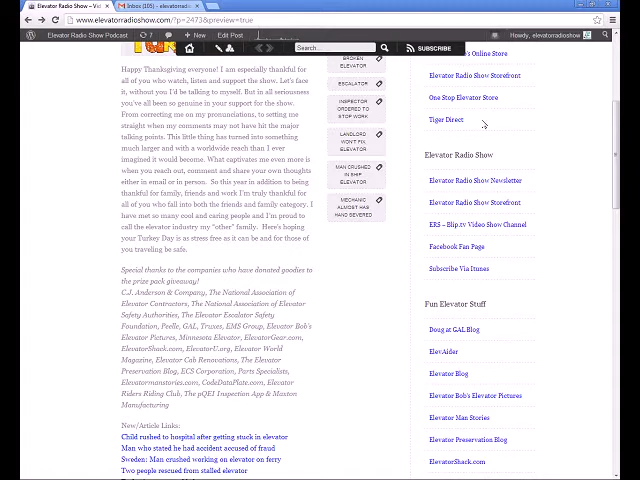 Elevator Radio Show Podcast
Inbox (105) -
www.elevatorradioshow.com/?p=2473&preview=true
Elevator Radio Show Podcast 7 New Edit Post Howdy, elevatorradioshow
Search...
SUBSCRIBE
Happy Thanksgiving everyone! I am especially thankful for
all of you who watch, listen and support the show. Let's face
it, without you I'd be talking to myself. But in all seriousness
you've all been so genuine in your support for the show.
From correcting me on my pronunciations, to setting me
straight when my comments may not have hit the major
talking points. This little thing has turned into something
much larger and with a worldwide reach than I ever
imagined it would become. What captivates me even more is
when you reach out, comment and share your own thoughts
either in email or in person. So this year in addition to being
thankful for family, friends and work I'm truly thankful for
all of you who fall into both the friends and family category. I
have met so many cool and caring people and I'm proud to
call the elevator industry my "other" family. Here's hoping
your Turkey Day is as stress free as it can be and for those of
you traveling be safe.
Special thanks to the companies who have donated goodies to
the prize pack giveaway!
C.J. Anderson & Company, The National Association of
Elevator Contractors, The National Association of Elevator
Safety Authorities, The Elevator Escalator Safety
Foundation, Peelle, GAL, Truxes, EMS Group, Elevator Bob's
Elevator Pictures, Minnesota Elevator, ElevatorGear.com,
ElevatorShack.com, ElevatorU.org, Elevator World
Magazine, Elevator Cab Renovations, The Elevator
Preservation Blog, ECS Corporation, Parts Specialists,
Elevatormanstories.com, CodeDataPlate.com, Elevator
Riders Riding Club, The pQEI Inspection App & Maxton
Manufacturing
New/Article Links:
Child rushed to hospital after getting stuck in elevator
Man who stated he had accident accused of fraud
Sweden: Man crushed working on elevator on ferry
Two people rescued from stalled elevator
BROKEN
ELEVATOR
ESCALATOR
INSPECTOR
ORDERED TO
STOP WORK
LANDLORD
WON'T FIX
ELEVATOR
MAN CRUSHED
IN SHIP
ELEVATOR
MECHANIC
ALMOST HAS
HAND SEVERED
Online Store
Elevator Radio Show Storefront
One Stop Elevator Store
Tiger Direct
Elevator Radio Show
Elevator Radio Show Newsletter
Elevator Radio Show Storefront
ERS – Blip.tv Video Show Channel
Facebook Fan Page
Subscribe Via Itunes
Fun Elevator Stuff
Doug at GAL Blog
ElevAider
Elevator Blog
Elevator Bob's Elevator Pictures
Elevator Man Stories
Elevator Preservation Blog
ElevatorShack.com